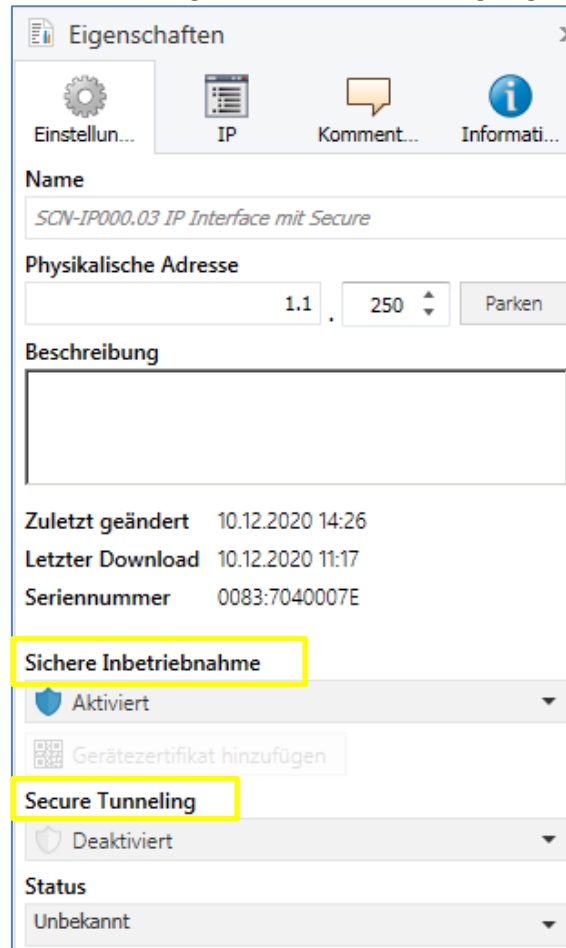 Eigenschaften
Einstellun... IP Komment... Informati...
Name
SCN-IP000.03 IP Interface mit Secure
Physikalische Adresse
1.1 . 250 Parken
Beschreibung
Zuletzt geändert 10.12.2020 14:26
Letzter Download 10.12.2020 11:17
Seriennummer 0083:7040007E
Sichere Inbetriebnahme
Aktiviert
Gerätezertifikat hinzufügen
Secure Tunneling
Deaktiviert
Status
Unbekannt